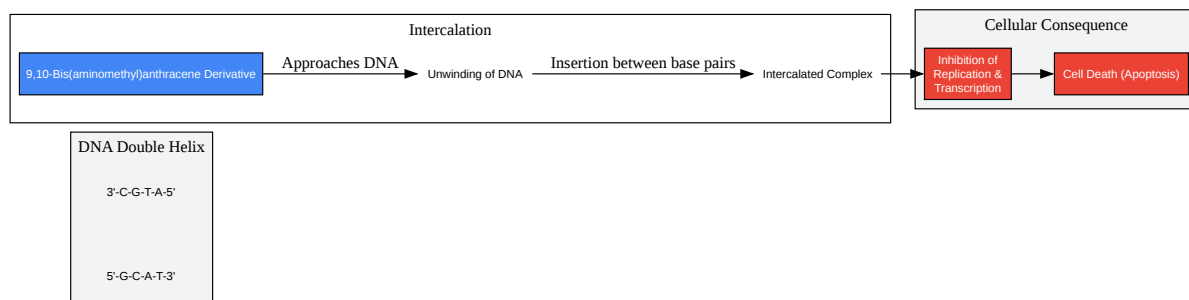 Intercalation
9,10-Bis(aminomethyl)anthracene Derivative
Approaches DNA
Unwinding of DNA
Insertion between base pairs
Intercalated Complex
Cellular Consequence
Inhibition of
Replication &
Transcription
Cell Death (Apoptosis)
DNA Double Helix
3'-C-G-T-A-5'
5'-G-C-A-T-3'